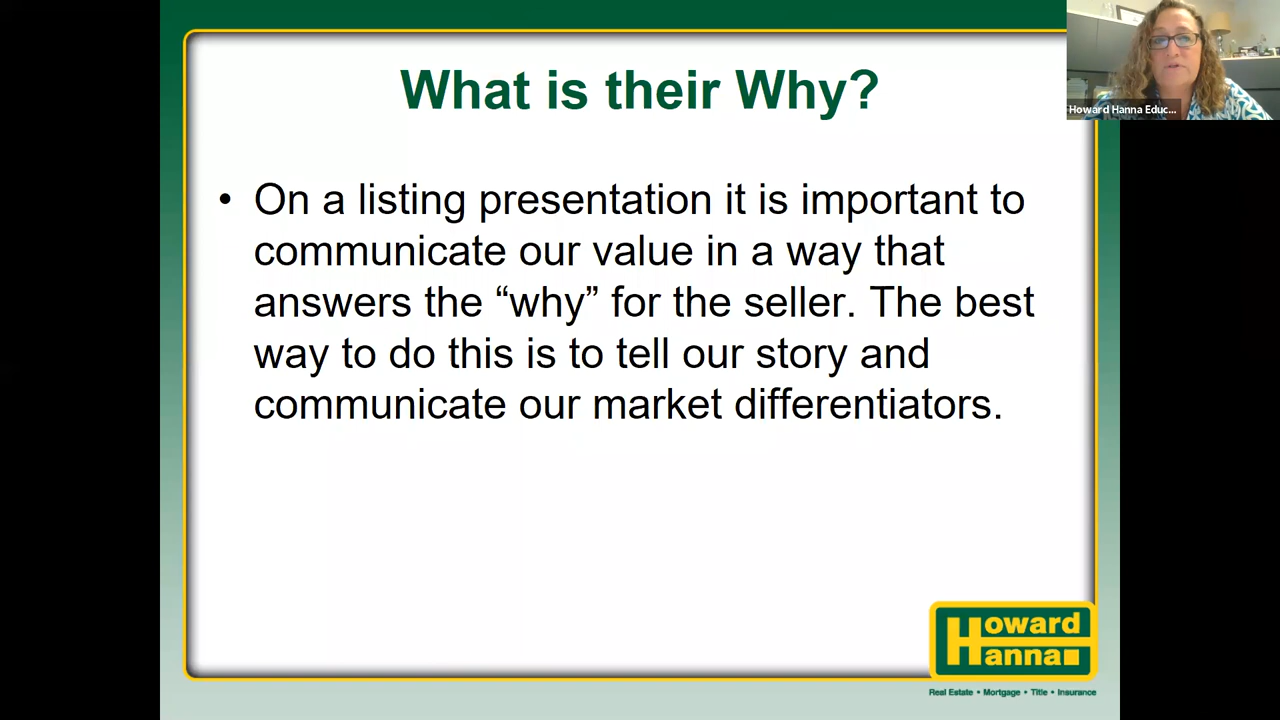 What is their Why?
• On a listing presentation it is important to
communicate our value in a way that
answers the “why” for the seller. The best
way to do this is to tell our story and
communicate our market differentiators.
Howard Hanna Educ...
Howard
Hanna
Real Estate • Mortgage • Title • Insurance